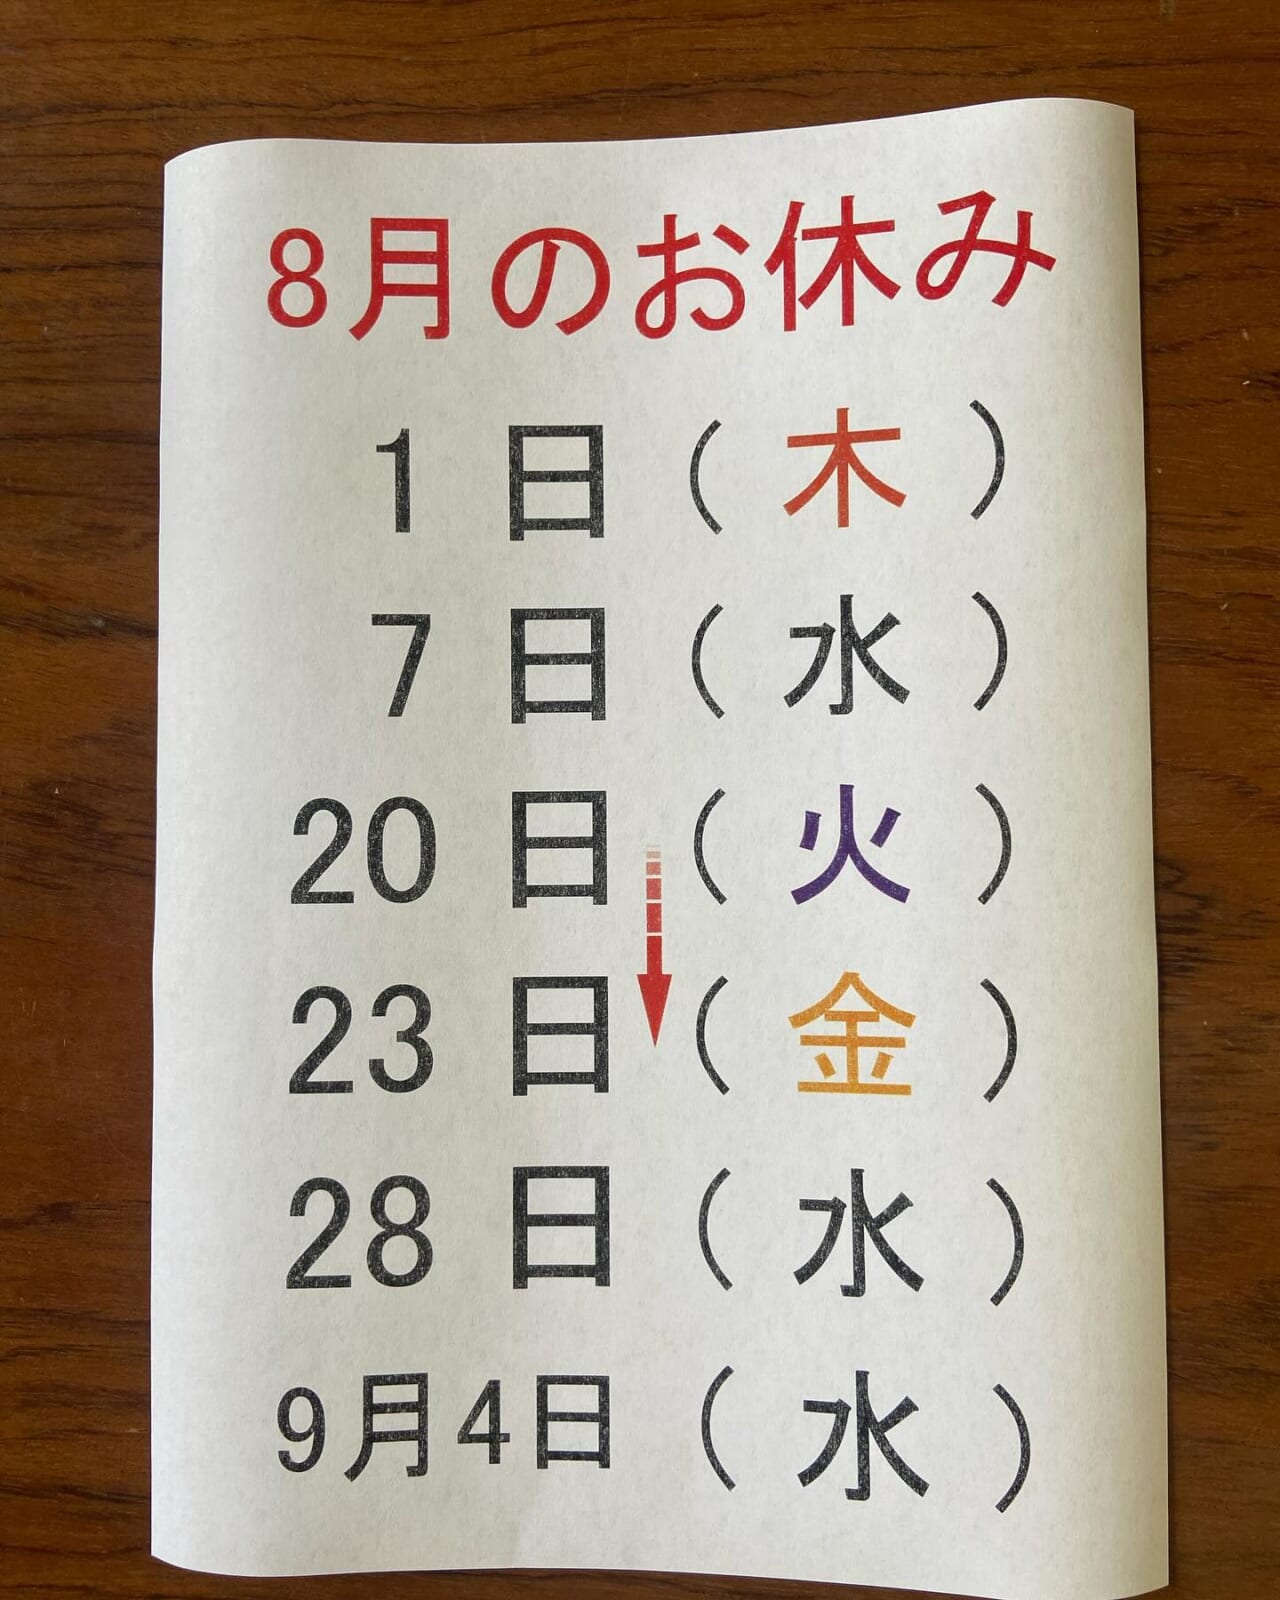 8月のお休み
1日(木)
7日(水)
20日(火)
23日(金)
28日(水)
9月4日(水)